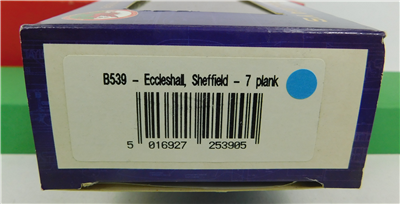 B539 - Eccleshall, Sheffield - 7 plank
5 016927 253905